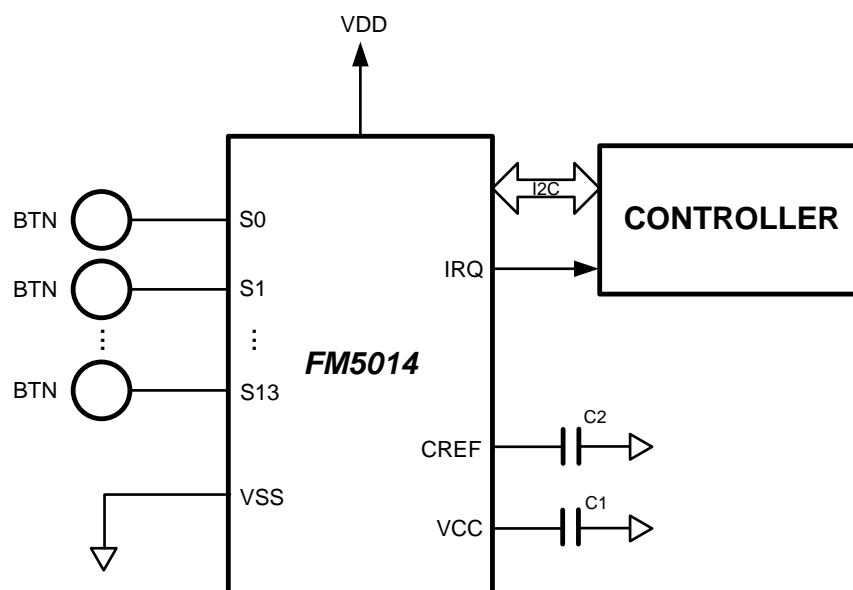 VDD
I2C
CONTROLLER
BTN
S0
IRQ
BTN
S1
...
...
FM5014
BTN
S13
C2
CREF
VSS
C1
VCC